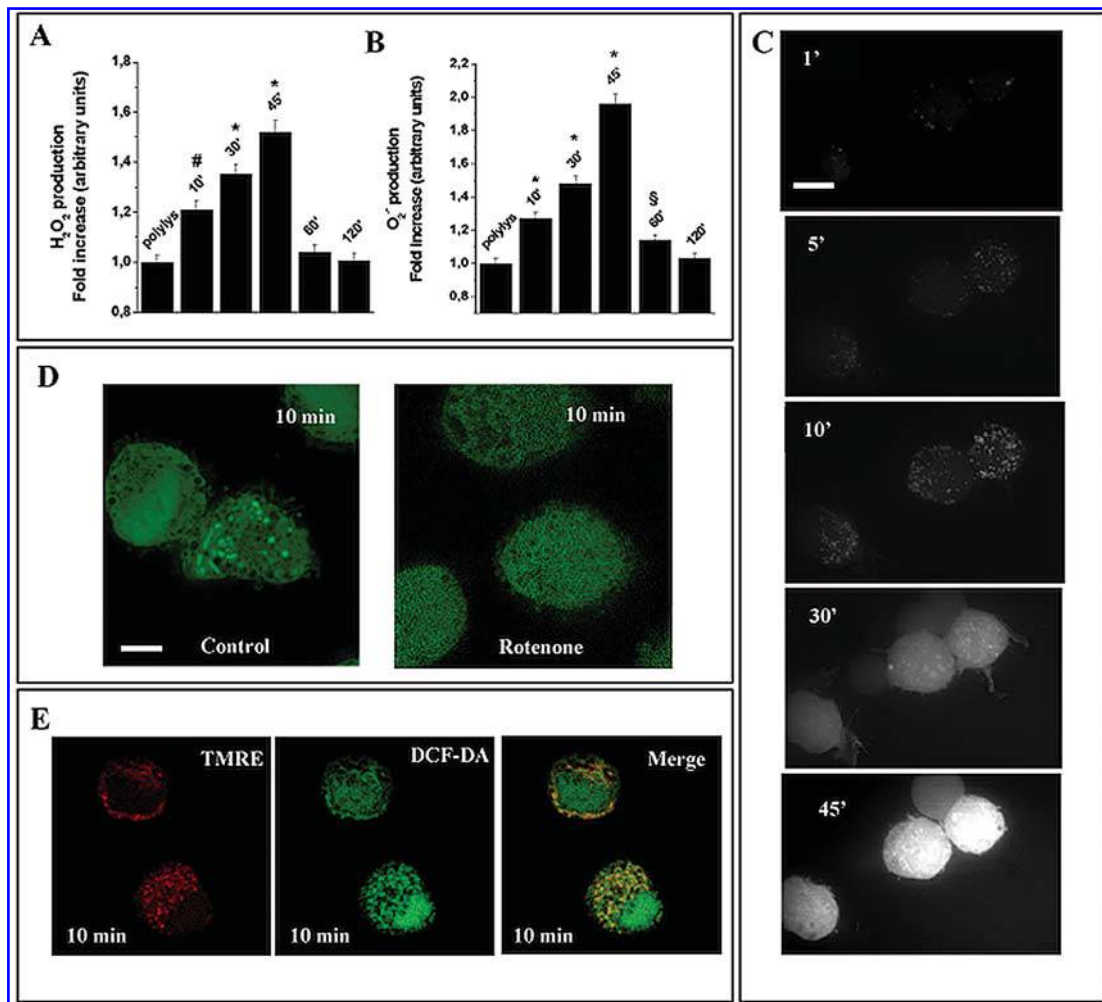 A
H₂O₂ production
Fold increase (arbitrary units)
1,8
1,6
1,4
1,2
1,0
0,8
polylys
#
10'
*
30'
*
45'
60'
120'
B
O₂⁻ production
Fold Increase (arbitrary units)
2,2
2,0
1,8
1,6
1,4
1,2
1,0
0,8
polylys
*
10'
*
30'
*
45'
§
60'
120'
C
1'
5'
10'
30'
45'
D
10 min
Control
10 min
Rotenone
E
TMRE
10 min
DCF-DA
10 min
Merge
10 min